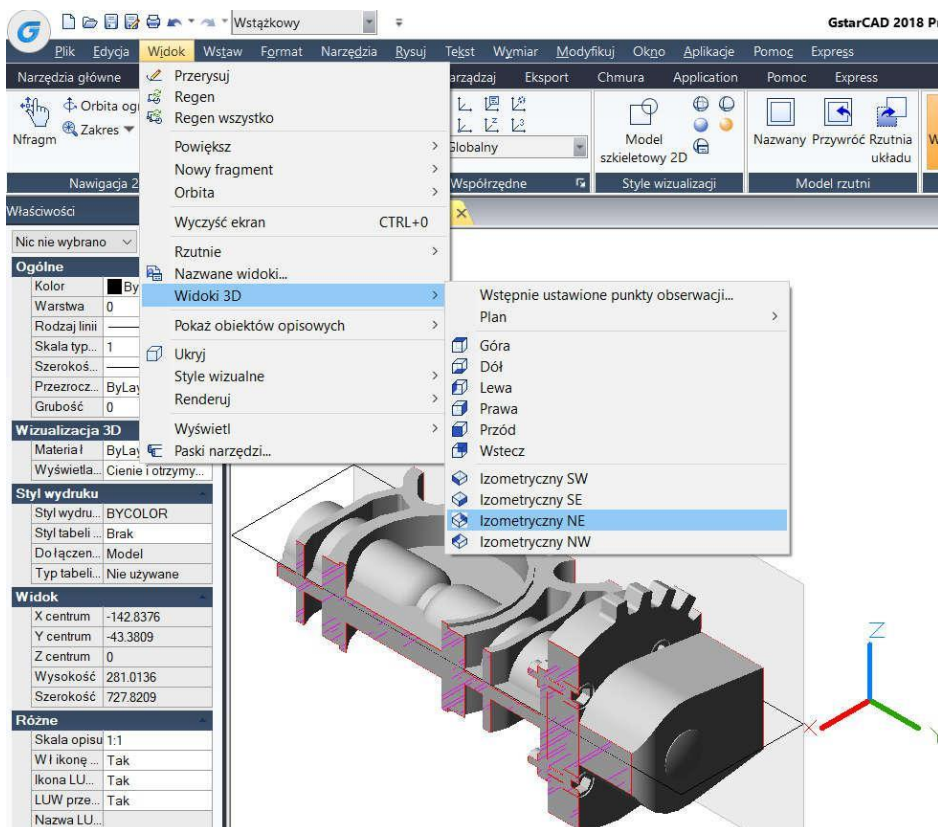 Wstążkowy
GstarCAD 2018
Plik Edycja Widok Wstaw Format Narzędzia Rysuj Tekst Wymiar Modyfikuj Okno Aplikacje Pomoc Express
Narzędzia główne Eksport Chmura Application Pomoc Express
Nfragm
Zakres
Globalny
Model
szkieletowy 2D
Nazwany Przywróć Rzutnia
układu
Nawigacja 2
Współrzędne Style wizualizacji Model rzutni
Przerysuj
Regen
Regen wszystko
Powiększ
Nowy fragment
Orbita
Wyczyść ekran CTRL+0
Rzutnie
Nazwane widoki...
Widoki 3D
Pokaż obiektów opisowych
Ukryj
Style wizualne
Renderuj
Wyświetl
Paski narzędzi...
Wstępnie ustawione punkty obserwacji...
Plan
Góra
Dół
Lewa
Prawa
Przód
Wstecz
Izometryczny SW
Izometryczny SE
Izometryczny NE
Izometryczny NW
Właściwości
Nic nie wybrano
Ogólne
Kolor By
Warstwa 0
Rodzaj linii
Skala typ... 1
Szerokoś...
Przezrocz... ByLay
Grubość 0
Wizualizacja 3D
Materiał ByLay
Wyświetla... Cienie i otrzymy...
Styl wydruku
Styl wydru... BYCOLOR
Styl tabeli ... Brak
Dołączen... Model
Typ tabeli... Nie używane
Widok
X centrum -142.8376
Y centrum -43.3809
Z centrum 0
Wysokość 281.0136
Szerokość 727.8209
Różne
Skala opisu 1:1
Wł ikonę ... Tak
Ikona LU... Tak
LUW prze... Tak
Nazwa LU...
Z
X
Y